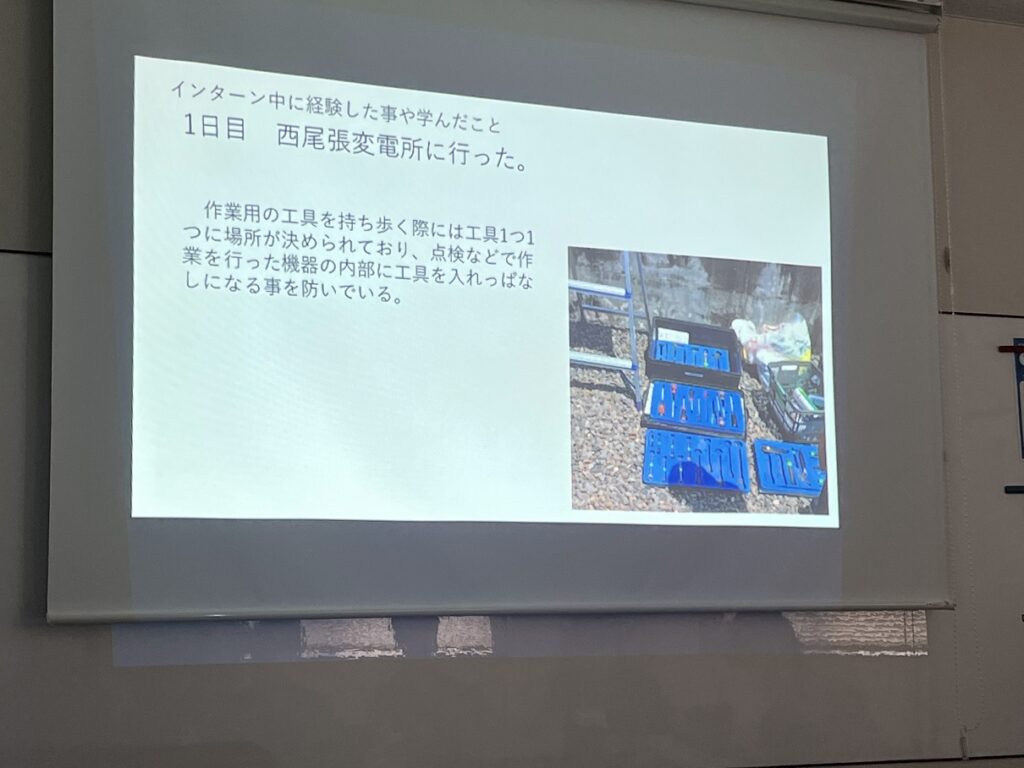 インターン中に経験した事や学んだこと
1日目　西尾張変電所に行った。
作業用の工具を持ち歩く際には工具1つ1
つに場所が決められており、点検などで作
業を行った機器の内部に工具を入れっぱな
しになる事を防いでいる。